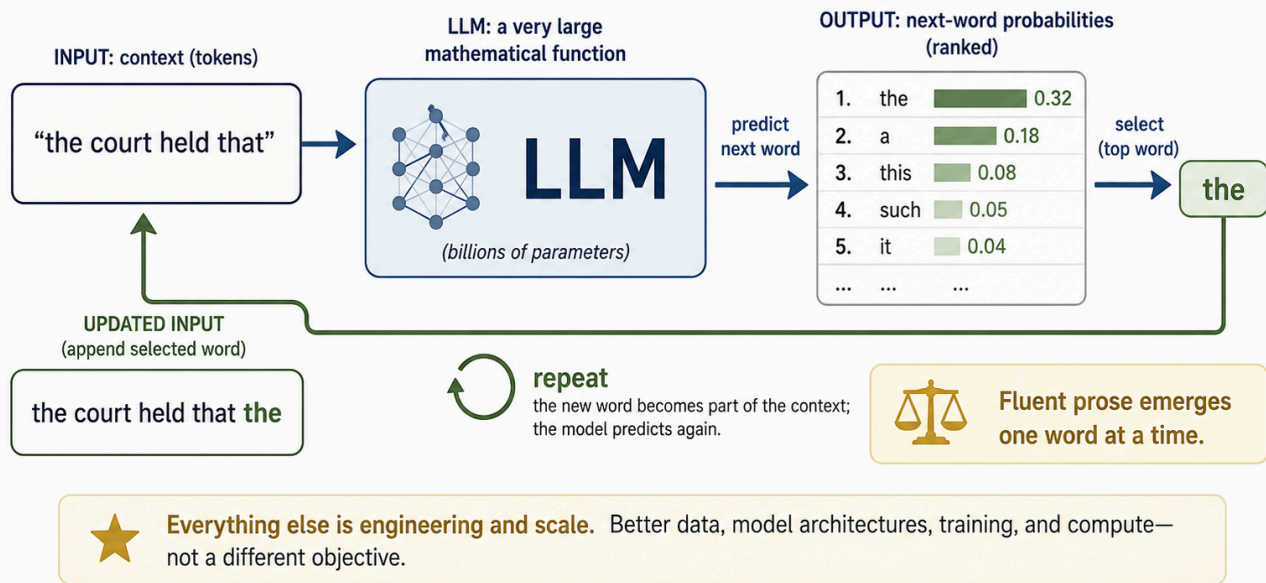 INPUT: context (tokens)
“the court held that”
LLM: a very large
mathematical function
LLM
(billions of parameters)
predict
next word
OUTPUT: next-word probabilities
(ranked)
1. the 0.32
2. a 0.18
3. this 0.08
4. such 0.05
5. it 0.04
... ... ...
select
(top word)
the
UPDATED INPUT
(append selected word)
the court held that the
repeat
the new word becomes part of the context;
the model predicts again.
Fluent prose emerges
one word at a time.
Everything else is engineering and scale. Better data, model architectures, training, and compute—
not a different objective.